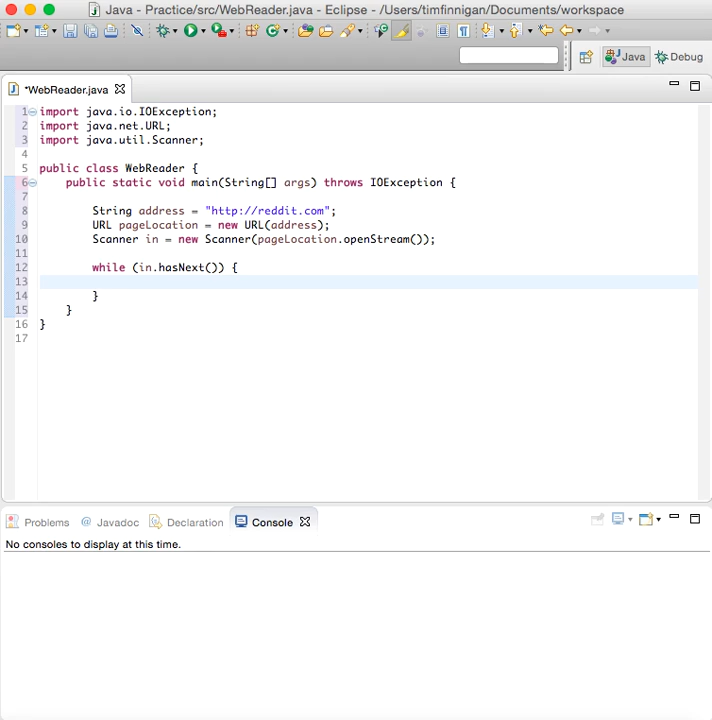 Java - Practice/src/WebReader.java - Eclipse - /Users/timfinnigan/Documents/workspace
Java Debug
*WebReader.java
1 import java.io.IOException;
2 import java.net.URL;
3 import java.util.Scanner;
4
5 public class WebReader {
6 public static void main(String[] args) throws IOException {
7
8 String address = "http://reddit.com";
9 URL pageLocation = new URL(address);
10 Scanner in = new Scanner(pageLocation.openStream());
11
12 while (in.hasNext()) {
13
14 }
15 }
16 }
17
Problems @ Javadoc Declaration Console
No consoles to display at this time.